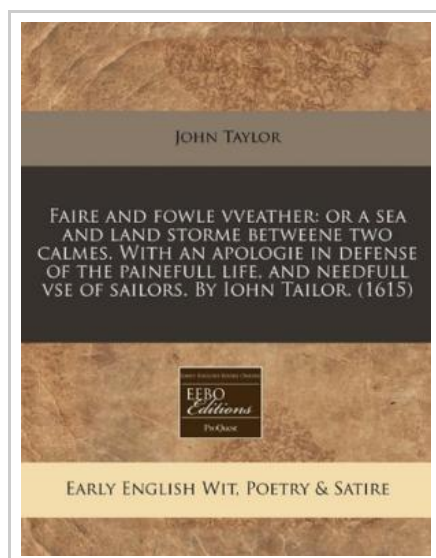 JOHN TAYLOR
FAIRE AND FOWLE VVEATHER: OR A SEA
AND LAND STORME BETWEENE TWO
CALMES. WITH AN APOLOGIE IN DEFENSE
OF THE PAINEFULL LIFE, AND NEEDFULL
VSE OF SAILORS. BY IOHN TAILOR. (1615)
EEBO
Editions
PROQUEST
EARLY ENGLISH WIT, POETRY & SATIRE